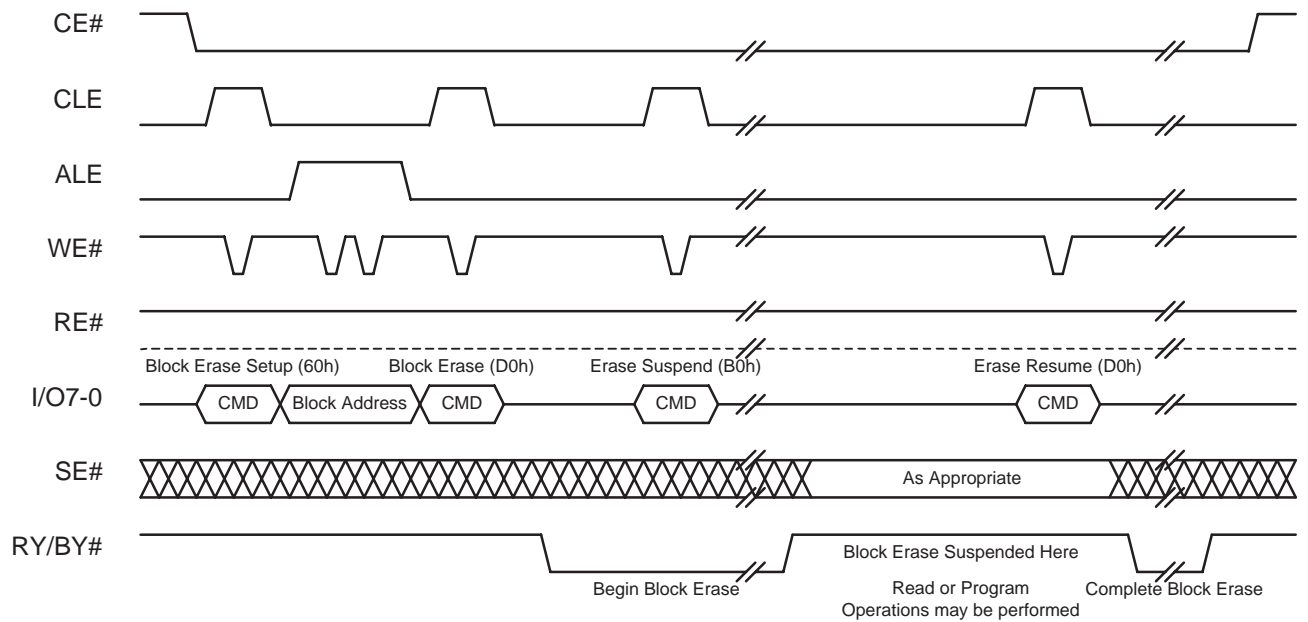 CE#
CLE
ALE
WE#
RE#
Block Erase Setup (60h) Block Erase (D0h) Erase Suspend (B0h) Erase Resume (D0h)
I/O7-0 CMD Block Address CMD CMD CMD
SE# As Appropriate
RY/BY# Block Erase Suspended Here
Begin Block Erase Read or Program Complete Block Erase
Operations may be performed